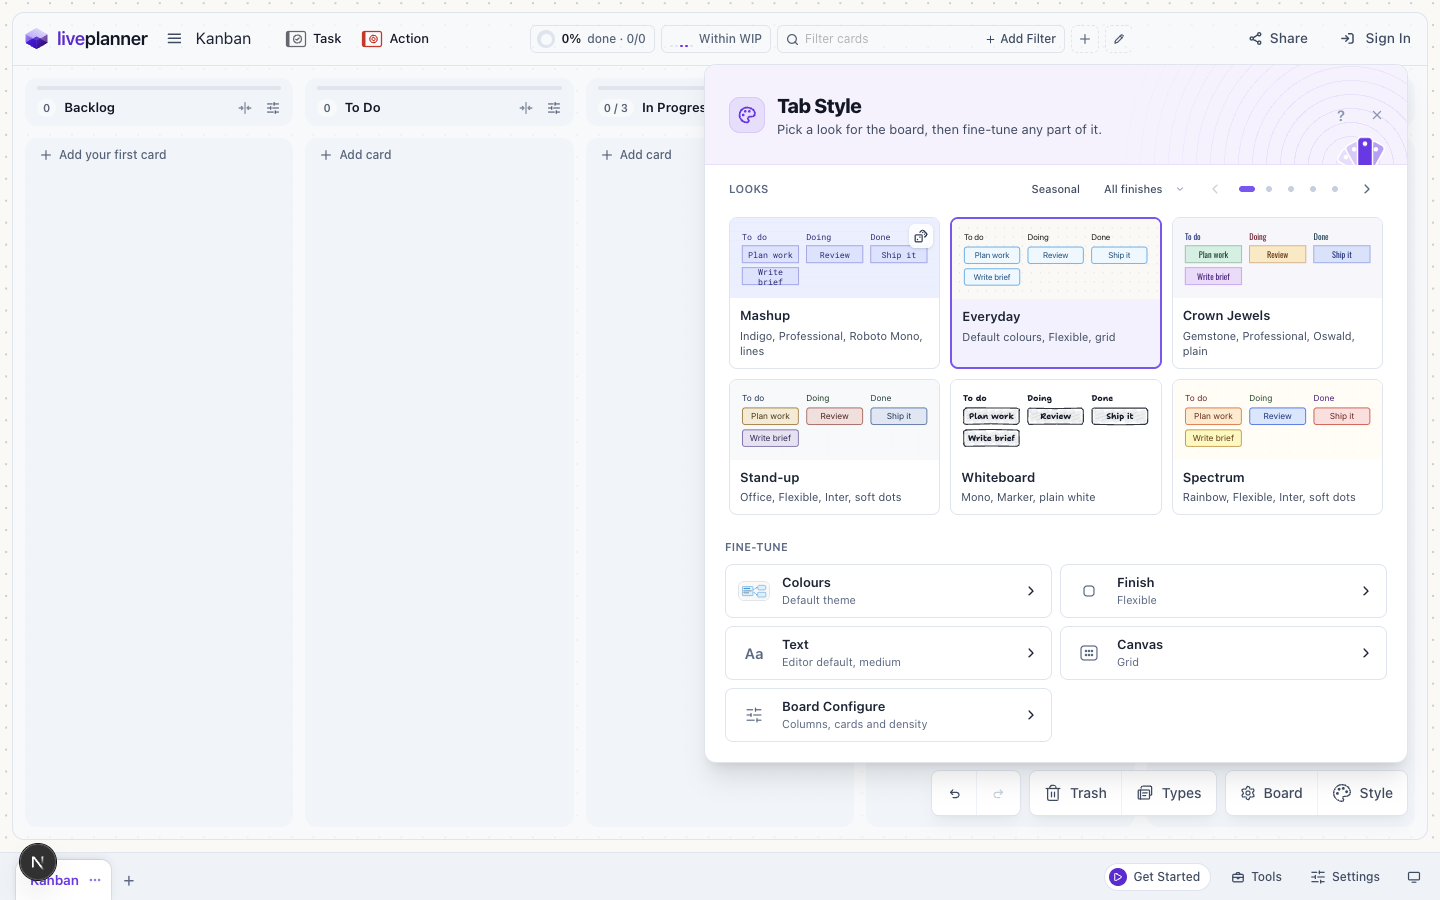 liveplanner
Kanban
Task
Action
0% done · 0/0
Within WIP
Filter cards
+ Add Filter
Share
Sign In
0 Backlog
0 To Do
0 / 3 In Progres
+ Add your first card
+ Add card
+ Add card
Tab Style
Pick a look for the board, then fine-tune any part of it.
?
LOOKS
Seasonal
All finishes
To do Doing Done
Plan work Review Ship it
Write
brief
Mashup
Indigo, Professional, Roboto Mono,
lines
To do Doing Done
Plan work Review Ship it
Write brief
Everyday
Default colours, Flexible, grid
To do Doing Done
Plan work Review Ship it
Write brief
Crown Jewels
Gemstone, Professional, Oswald,
plain
To do Doing Done
Plan work Review Ship it
Write brief
Stand-up
Office, Flexible, Inter, soft dots
To do Doing Done
Plan work Review Ship it
Write brief
Whiteboard
Mono, Marker, plain white
To do Doing Done
Plan work Review Ship it
Write brief
Spectrum
Rainbow, Flexible, Inter, soft dots
FINE-TUNE
Colours
Default theme
Finish
Flexible
Aa
Text
Editor default, medium
Canvas
Grid
Board Configure
Columns, cards and density
Trash
Types
Board
Style
N
Kanban ···
+
Get Started
Tools
Settings